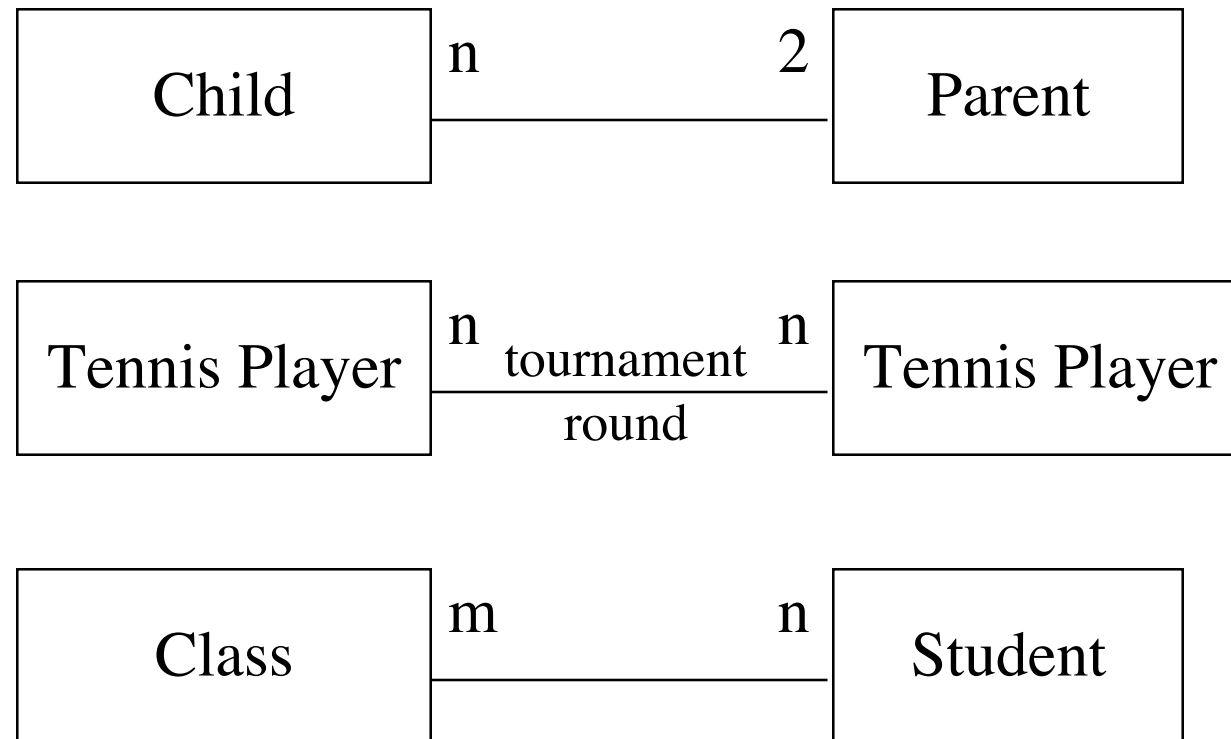 Child n 2 Parent
Tennis Player n tournament n Tennis Player
round
Class m n Student